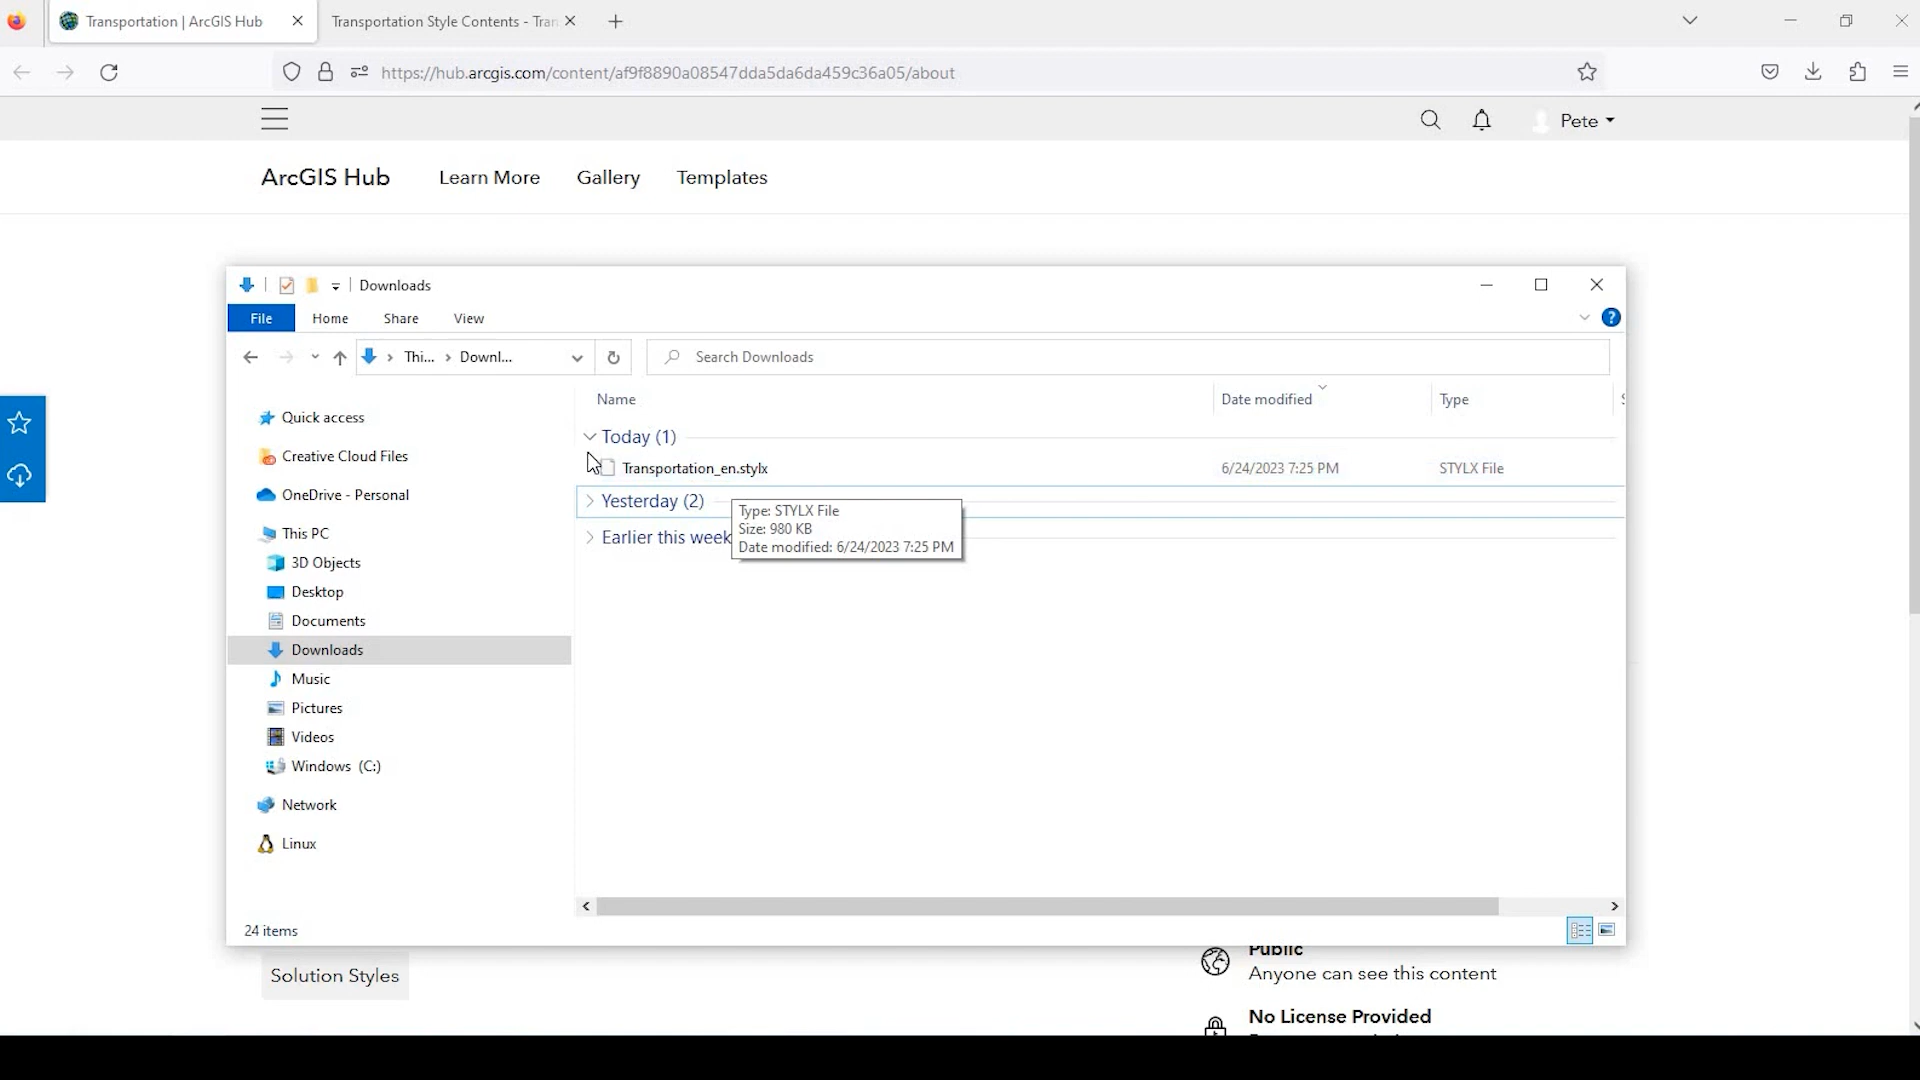 Transportation | ArcGIS Hub
Transportation Style Contents - Tran
https://hub.arcgis.com/content/af9f8890a08547dda5da6da459c36a05/about
Pete
ArcGIS Hub
Learn More
Gallery
Templates
Downloads
File
Home
Share
View
Thi...
Downl...
Search Downloads
Name
Date modified
Type
Quick access
Creative Cloud Files
OneDrive - Personal
This PC
3D Objects
Desktop
Documents
Downloads
Music
Pictures
Videos
Windows (C:)
Network
Linux
Today (1)
Transportation_en.stylx
6/24/2023 7:25 PM
STYLX File
Yesterday (2)
Earlier this week
Type: STYLX File
Size: 980 KB
Date modified: 6/24/2023 7:25 PM
24 items
Solution Styles
Public
Anyone can see this content
No License Provided